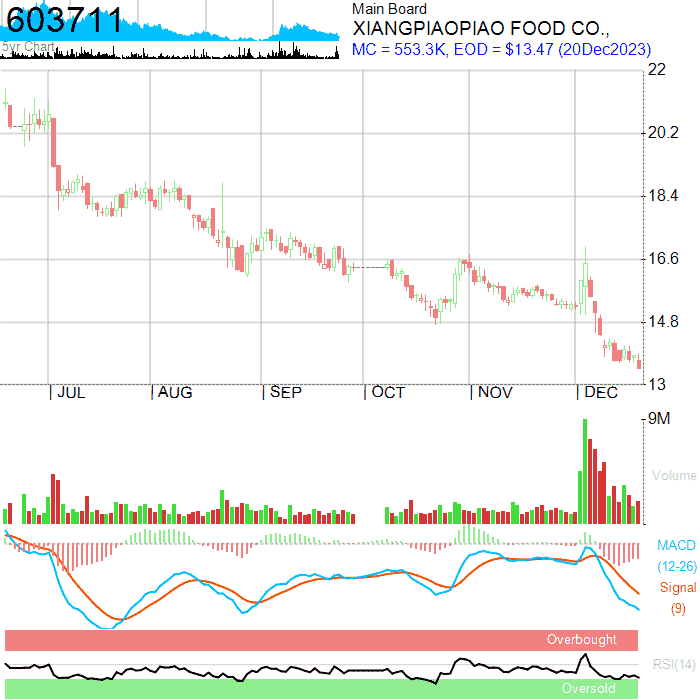 603711
5yr Chart
Main Board
XIANGPIAOPIAO FOOD CO.,
MC = 553.3K, EOD = $13.47 (20Dec2023)
22
20.2
18.4
16.6
14.8
13
JUL
AUG
SEP
OCT
NOV
DEC
9M
Volume
MACD
(12-26)
Signal
(9)
Overbought
RSI(14)
Oversold